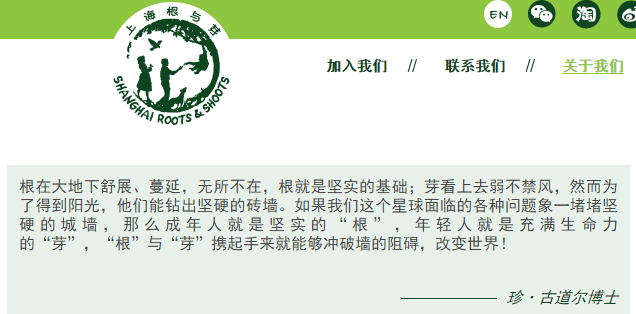 EN
淘
上海根与芽
SHANGHAI ROOTS & SHOOTS
加入我们 // 联系我们 // 关于我们
根在大地下舒展、蔓延，无所不在，根就是坚实的基础；芽看上去弱不禁风，然而为
了得到阳光，他们能钻出坚硬的砖墙。如果我们这个星球面临的各种问题象一堵堵坚
硬的城墙，那么成年人就是坚实的“根”，年轻人就是充满生命力
的“芽”，“根”与“芽”携起手来就能够冲破墙的阻碍，改变世界！
珍·古道尔博士